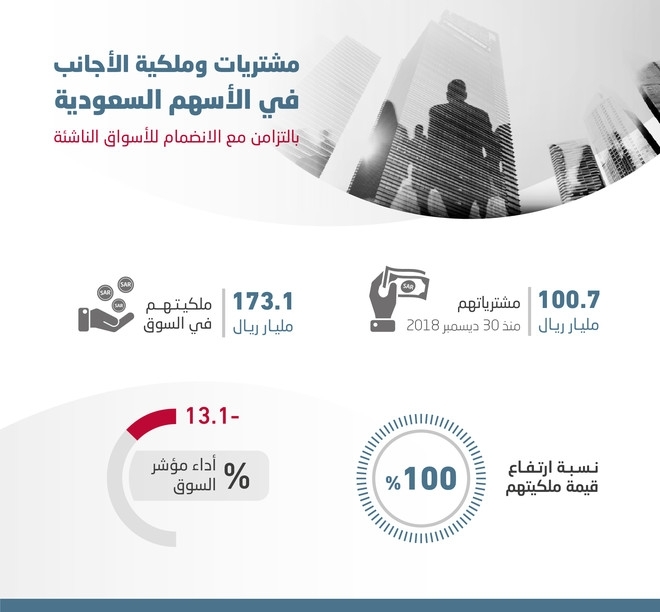 مشتريات وملكية الأجانب
في الأسهم السعودية
بالتزامن مع الانضمام للأسواق الناشئة
100.7
مليار ريال
مشترياتهم
منذ 30 ديسمبر 2018
SAR
173.1
مليار ريال
ملكيتهم
في السوق
SAR
SAR
SAR
نسبة ارتفاع
قيمة ملكيتهم
%100
13.1-
%
أداء مؤشر
السوق